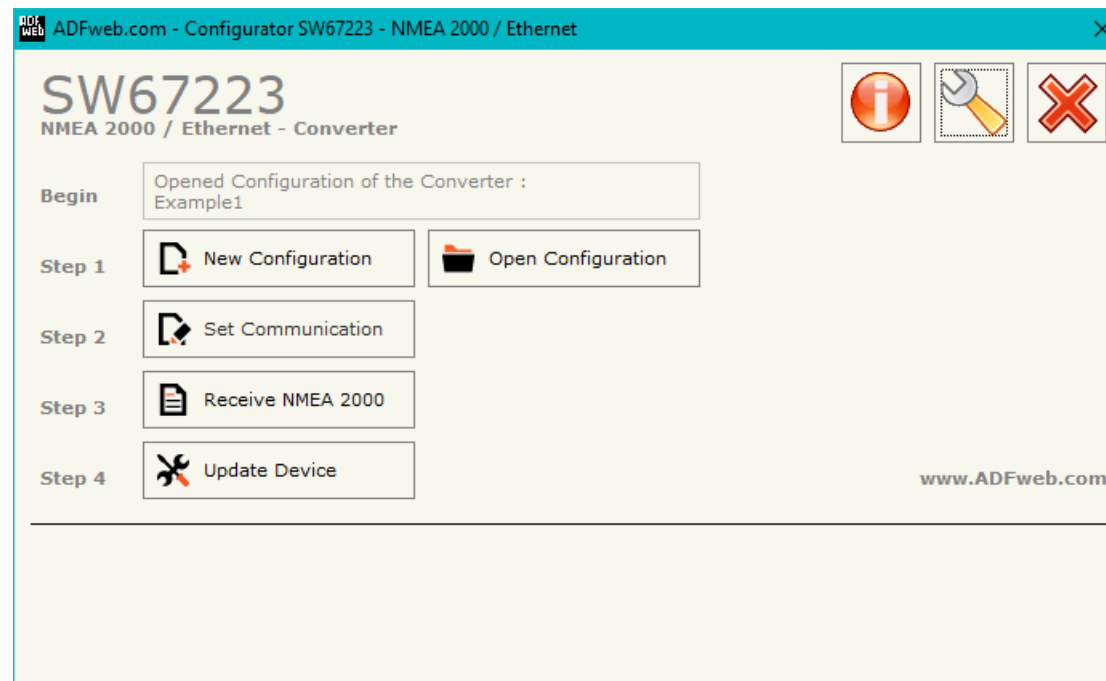 ADF
WEB
ADFweb.com - Configurator SW67223 - NMEA 2000 / Ethernet
SW67223
NMEA 2000 / Ethernet - Converter
Begin
Opened Configuration of the Converter :
Example1
Step 1
New Configuration
Open Configuration
Step 2
Set Communication
Step 3
Receive NMEA 2000
Step 4
Update Device
www.ADFweb.com